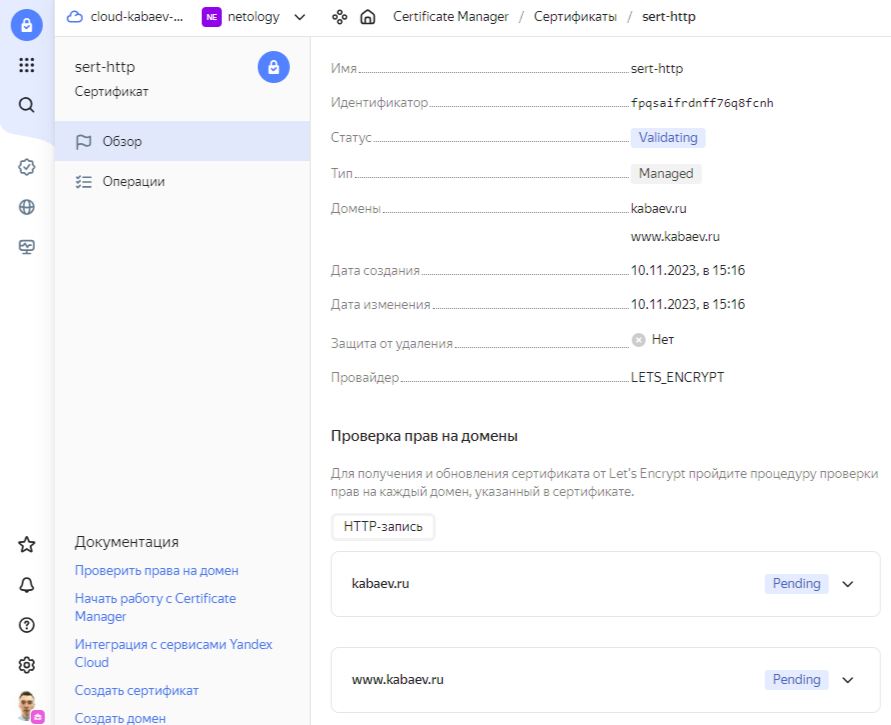 cloud-kabaev-... NE netology Certificate Manager / Сертификаты / sert-http
sert-http
Сертификат
Обзор
Операции
Имя sert-http
Идентификатор fpqsaifrdnff76q8fcnh
Статус Validating
Тип Managed
Домены kabaev.ru
www.kabaev.ru
Дата создания 10.11.2023, в 15:16
Дата изменения 10.11.2023, в 15:16
Защита от удаления Нет
Провайдер LETS_ENCRYPT
Проверка прав на домены
Для получения и обновления сертификата от Let's Encrypt пройдите процедуру проверки
прав на каждый домен, указанный в сертификате.
HTTP-запись
kabaev.ru Pending
www.kabaev.ru Pending
Документация
Проверить права на домен
Начать работу с Certificate
Manager
Интеграция с сервисами Yandex
Cloud
Создать сертификат
Создать домен